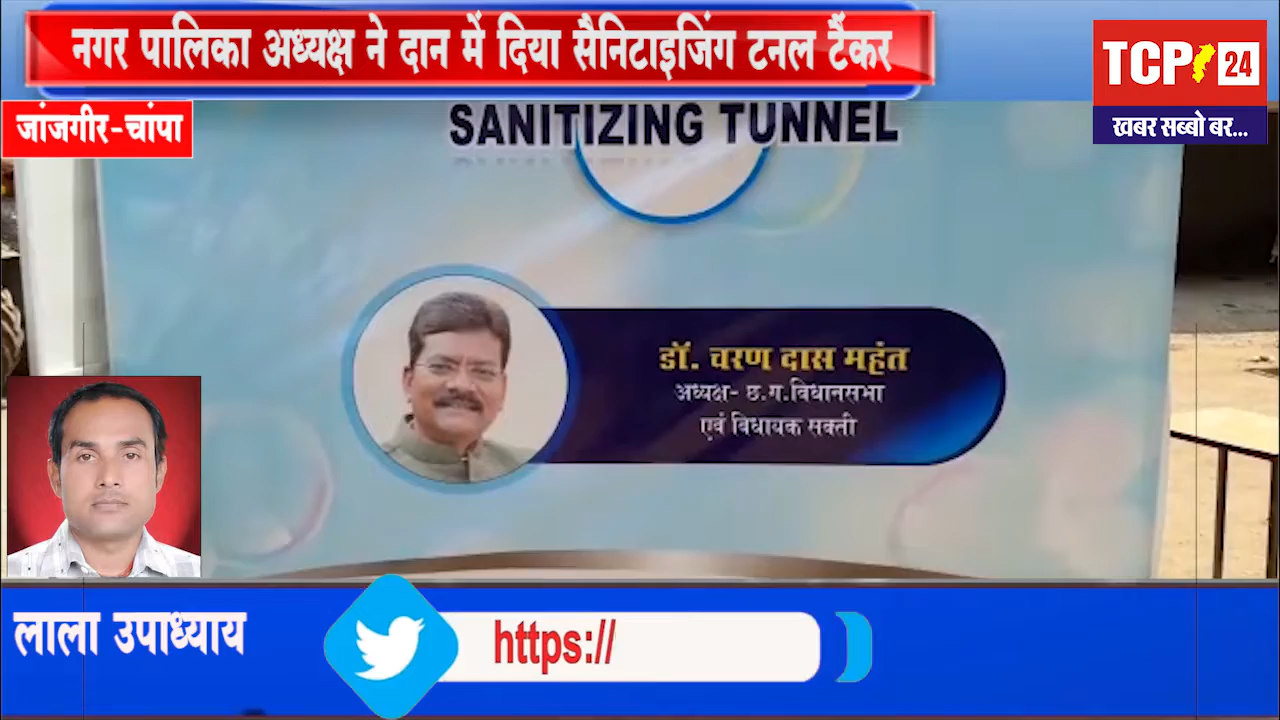 नगर पालिका अध्यक्ष ने दान में दिया सैनिटाइजिंग टनल टैंकर
TCP 24
खबर सब्बो बर...
जांजगीर-चांपा
SANITIZING TUNNEL
डॉ. चरण दास महंत
अध्यक्ष- छ.ग.विधानसभा
एवं विधायक सक्ती
लाला उपाध्याय
https://